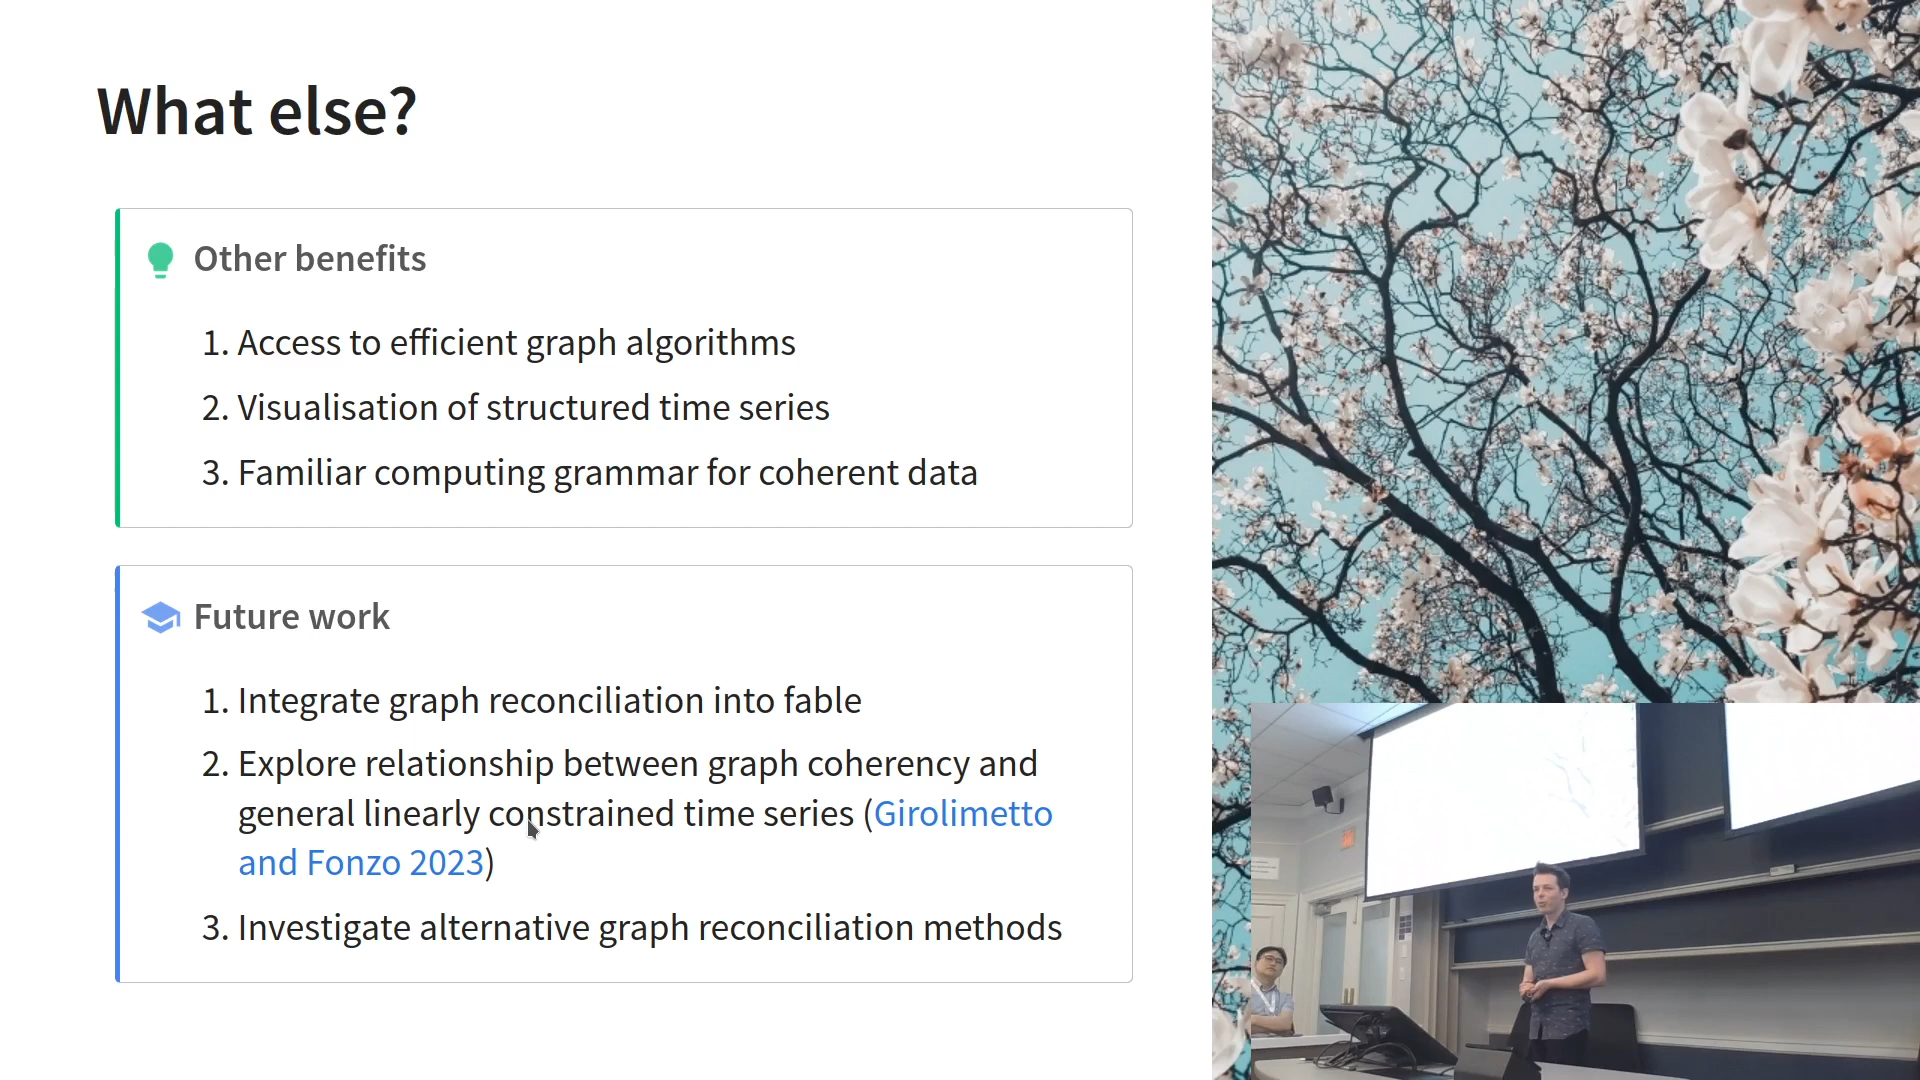 What else?
Other benefits
1. Access to efficient graph algorithms
2. Visualisation of structured time series
3. Familiar computing grammar for coherent data
Future work
1. Integrate graph reconciliation into fable
2. Explore relationship between graph coherency and
general linearly constrained time series (Girolimetto
and Fonzo 2023)
3. Investigate alternative graph reconciliation methods